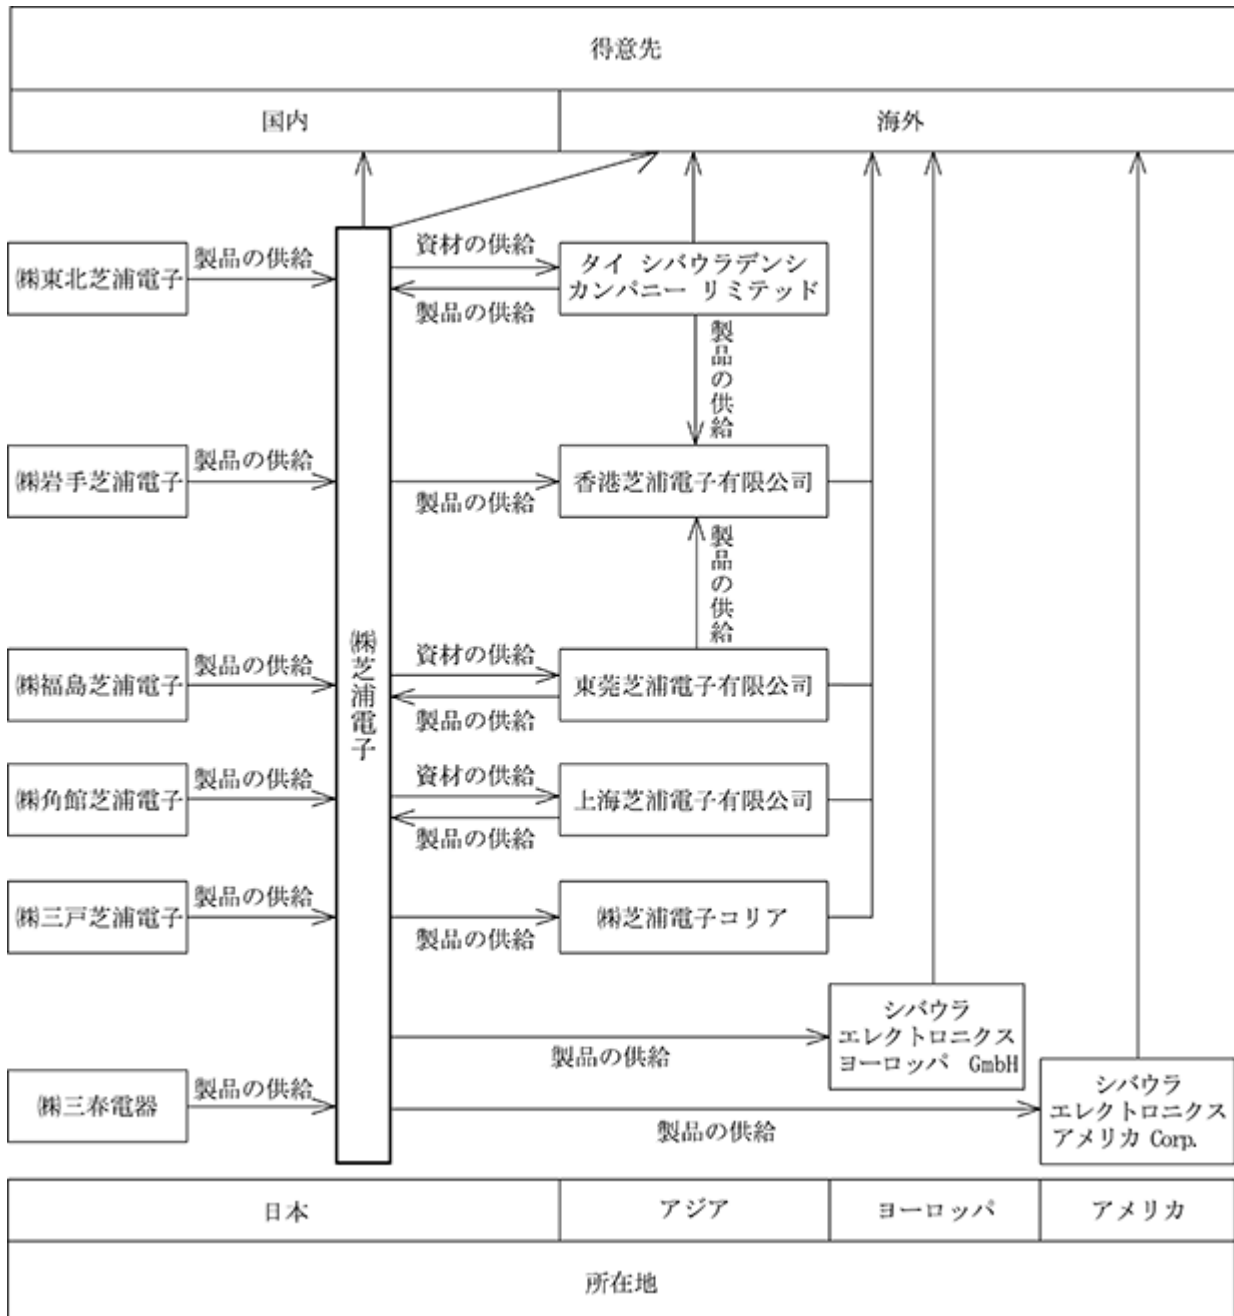 得意先
国内
海外
㈱東北芝浦電子
製品の供給
資材の供給
製品の供給
タイ シバウラデンシ
カンパニー リミテッド
製品の供給
㈱岩手芝浦電子
製品の供給
製品の供給
香港芝浦電子有限公司
製品の供給
㈱芝浦電子
㈱福島芝浦電子
製品の供給
資材の供給
製品の供給
東莞芝浦電子有限公司
㈱角館芝浦電子
製品の供給
資材の供給
製品の供給
上海芝浦電子有限公司
㈱三戸芝浦電子
製品の供給
製品の供給
㈱芝浦電子コリア
製品の供給
シバウラ
エレクトロニクス
ヨーロッパ GmbH
㈱三春電器
製品の供給
製品の供給
シバウラ
エレクトロニクス
アメリカ Corp.
日本
アジア
ヨーロッパ
アメリカ
所在地